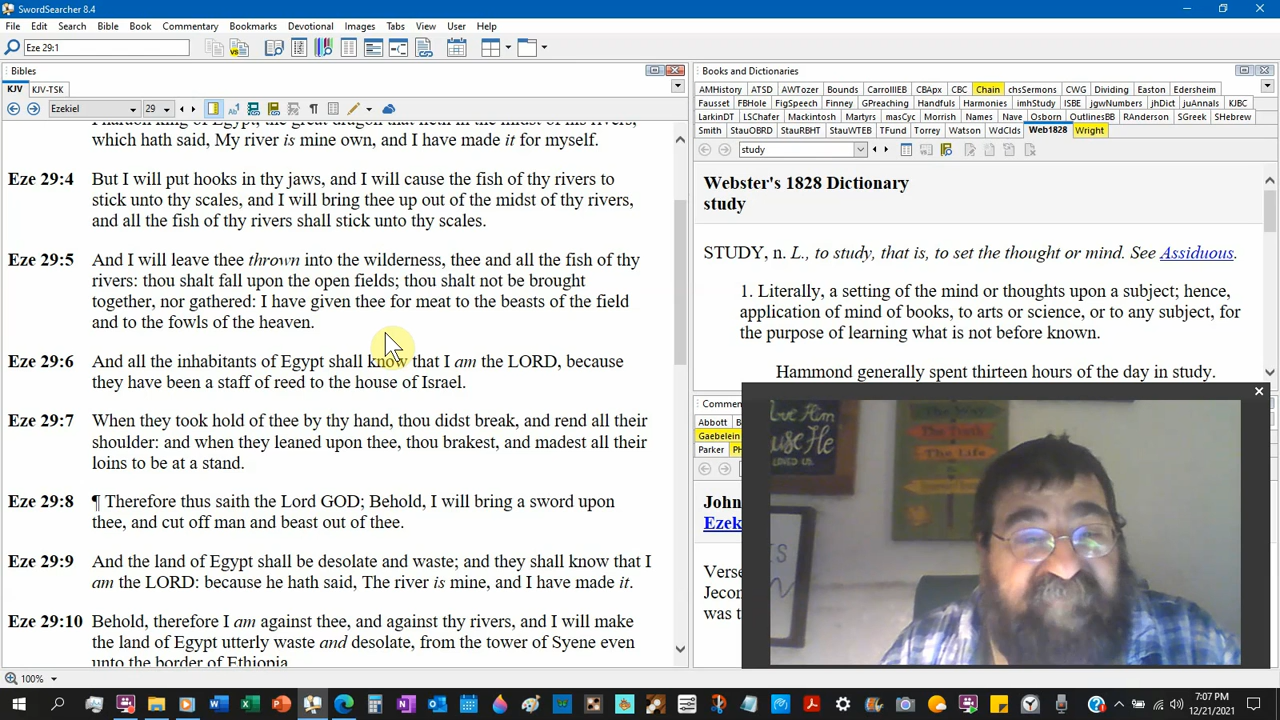 SwordSearcher 8.4
File Edit Search Bible Book Commentary Bookmarks Devotional Images Tabs View User Help
Eze 29:1
Bibles
KJV KJV-TSK
Ezekiel 29
which hath said, My river is mine own, and I have made it for myself.
Eze 29:4 But I will put hooks in thy jaws, and I will cause the fish of thy rivers to
stick unto thy scales, and I will bring thee up out of the midst of thy rivers,
and all the fish of thy rivers shall stick unto thy scales.
Eze 29:5 And I will leave thee thrown into the wilderness, thee and all the fish of thy
rivers: thou shalt fall upon the open fields; thou shalt not be brought
together, nor gathered: I have given thee for meat to the beasts of the field
and to the fowls of the heaven.
Eze 29:6 And all the inhabitants of Egypt shall know that I am the LORD, because
they have been a staff of reed to the house of Israel.
Eze 29:7 When they took hold of thee by thy hand, thou didst break, and rend all their
shoulder: and when they leaned upon thee, thou brakest, and madest all their
loins to be at a stand.
Eze 29:8 ¶ Therefore thus saith the Lord GOD; Behold, I will bring a sword upon
thee, and cut off man and beast out of thee.
Eze 29:9 And the land of Egypt shall be desolate and waste; and they shall know that I
am the LORD: because he hath said, The river is mine, and I have made it.
Eze 29:10 Behold, therefore I am against thee, and against thy rivers, and I will make
the land of Egypt utterly waste and desolate, from the tower of Syene even
unto the border of Ethiopia
100%
Books and Dictionaries
AMHistory ATSD AWTozer Bounds CarrollIEB CBApx CBC Chain chsSermons CWG Dividing Easton Edersheim
Fausset FBHole FigSpeech Finney GPreaching Handfuls Harmonies imhStudy ISBE jgwNumbers jhDict juAnnals KJBC
LarkinDT LSChafer Mackintosh Martyrs masCyc Morrish Names Nave Osborn OutlinesBB RAnderson SGreek SHebrew
Smith StauOBRD StauRBHT StauWTEB TFund Torrey Watson WdClds Web1828 Wright
study
Webster's 1828 Dictionary
study
STUDY, n. L., to study, that is, to set the thought or mind. See Assiduous.
1. Literally, a setting of the mind or thoughts upon a subject; hence,
application of mind of books, to arts or science, or to any subject, for
the purpose of learning what is not before known.
Hammond generally spent thirteen hours of the day in study.
Comme
Abbott B
Gaebelein
Parker PH
John
Ezek
Verse
Jecon
was t
Love Him
use He
LOVED US.
The Way
The Truth
The Life
7:07 PM
12/21/2021